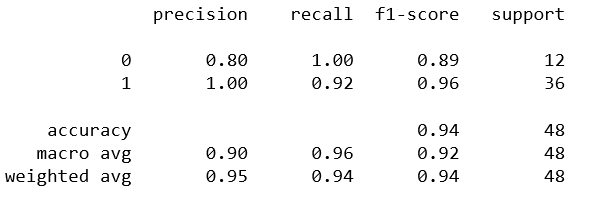 precision recall f1-score support
0 0.80 1.00 0.89 12
1 1.00 0.92 0.96 36
accuracy 0.94 48
macro avg 0.90 0.96 0.92 48
weighted avg 0.95 0.94 0.94 48